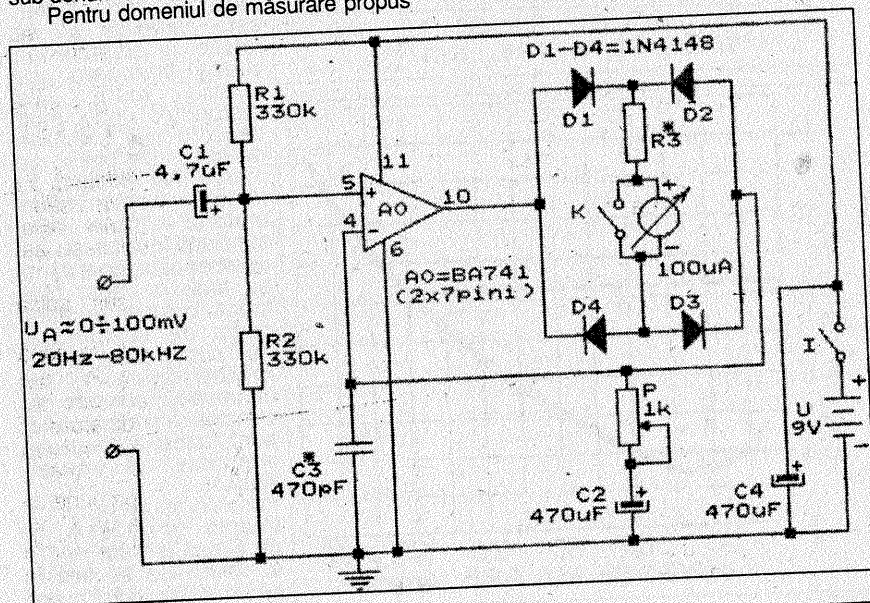 Pentru domeniul de măsurare propus
D1-D4=1N4148
R1
330k
D1
D2
R3*
C1
4,7uF
+
11
5
+
AO
10
4
-
6
K
+
-
100uA
AO=BA741
(2x7pini)
D4
D3
UA≈0÷100mV
20Hz-80kHZ
R2
330k
I
P
1k
U
9V
+
-
*
C3
470pF
C2
470uF
+
C4
470uF
+